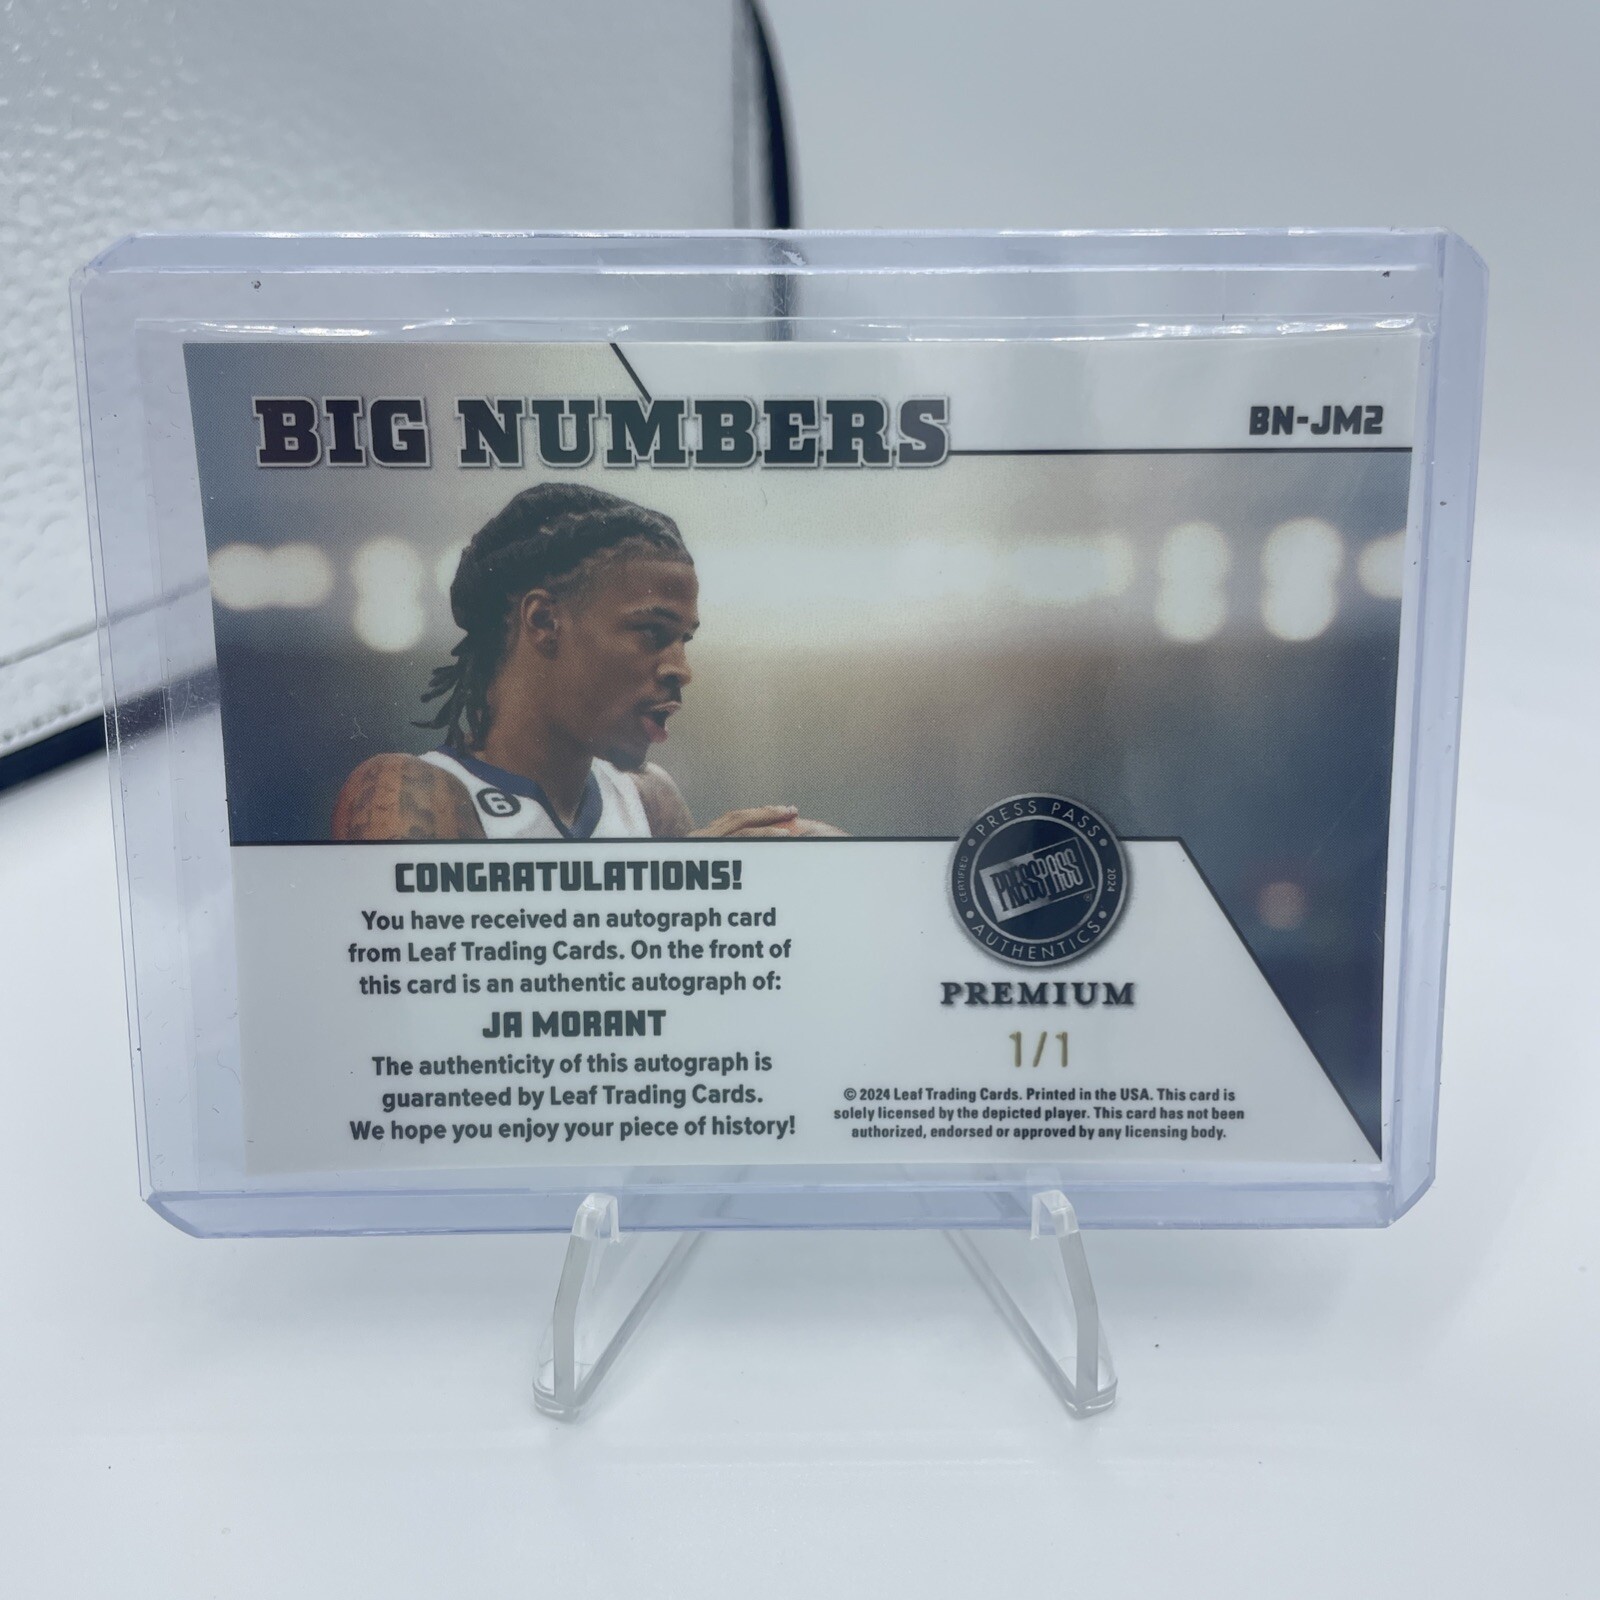 BIG NUMBERS
BN-JM2
6
CONGRATULATIONS!
You have received an autograph card
from Leaf Trading Cards. On the front of
this card is an authentic autograph of:
JA MORANT
The authenticity of this autograph is
guaranteed by Leaf Trading Cards.
We hope you enjoy your piece of history!
PRESS PASS
CERTIFIED
PRESSPASS
®
2024
AUTHENTICS
PREMIUM
1/1
© 2024 Leaf Trading Cards. Printed in the USA. This card is
solely licensed by the depicted player. This card has not been
authorized, endorsed or approved by any licensing body.